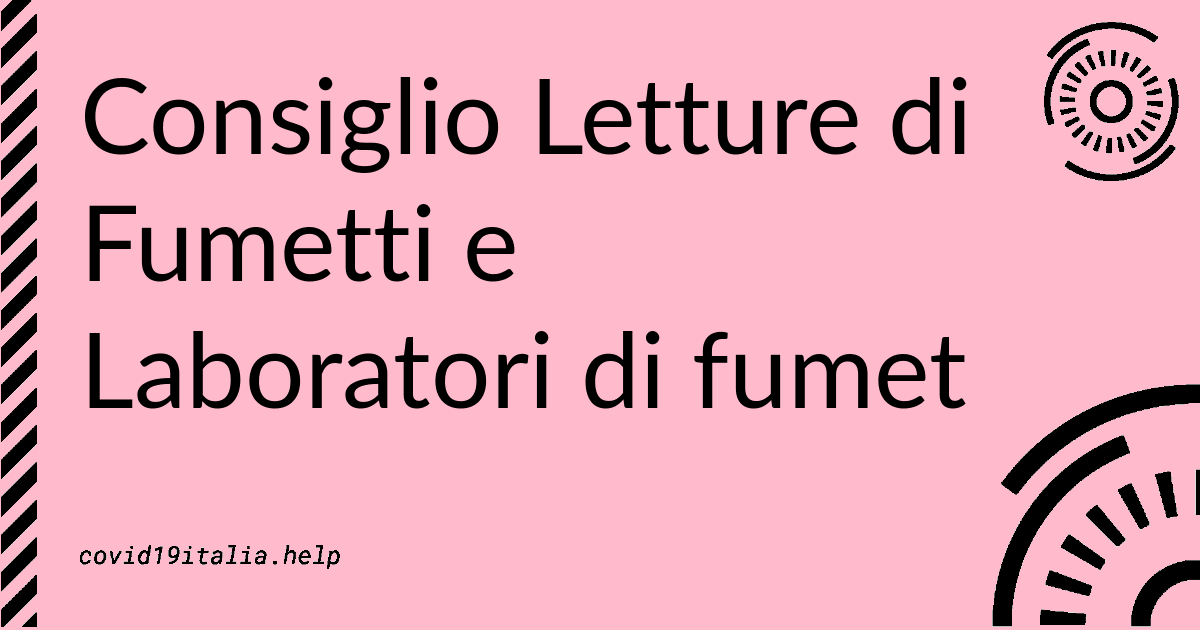 Consiglio Letture di
Fumetti e
Laboratori di fumet
covid19italia.help